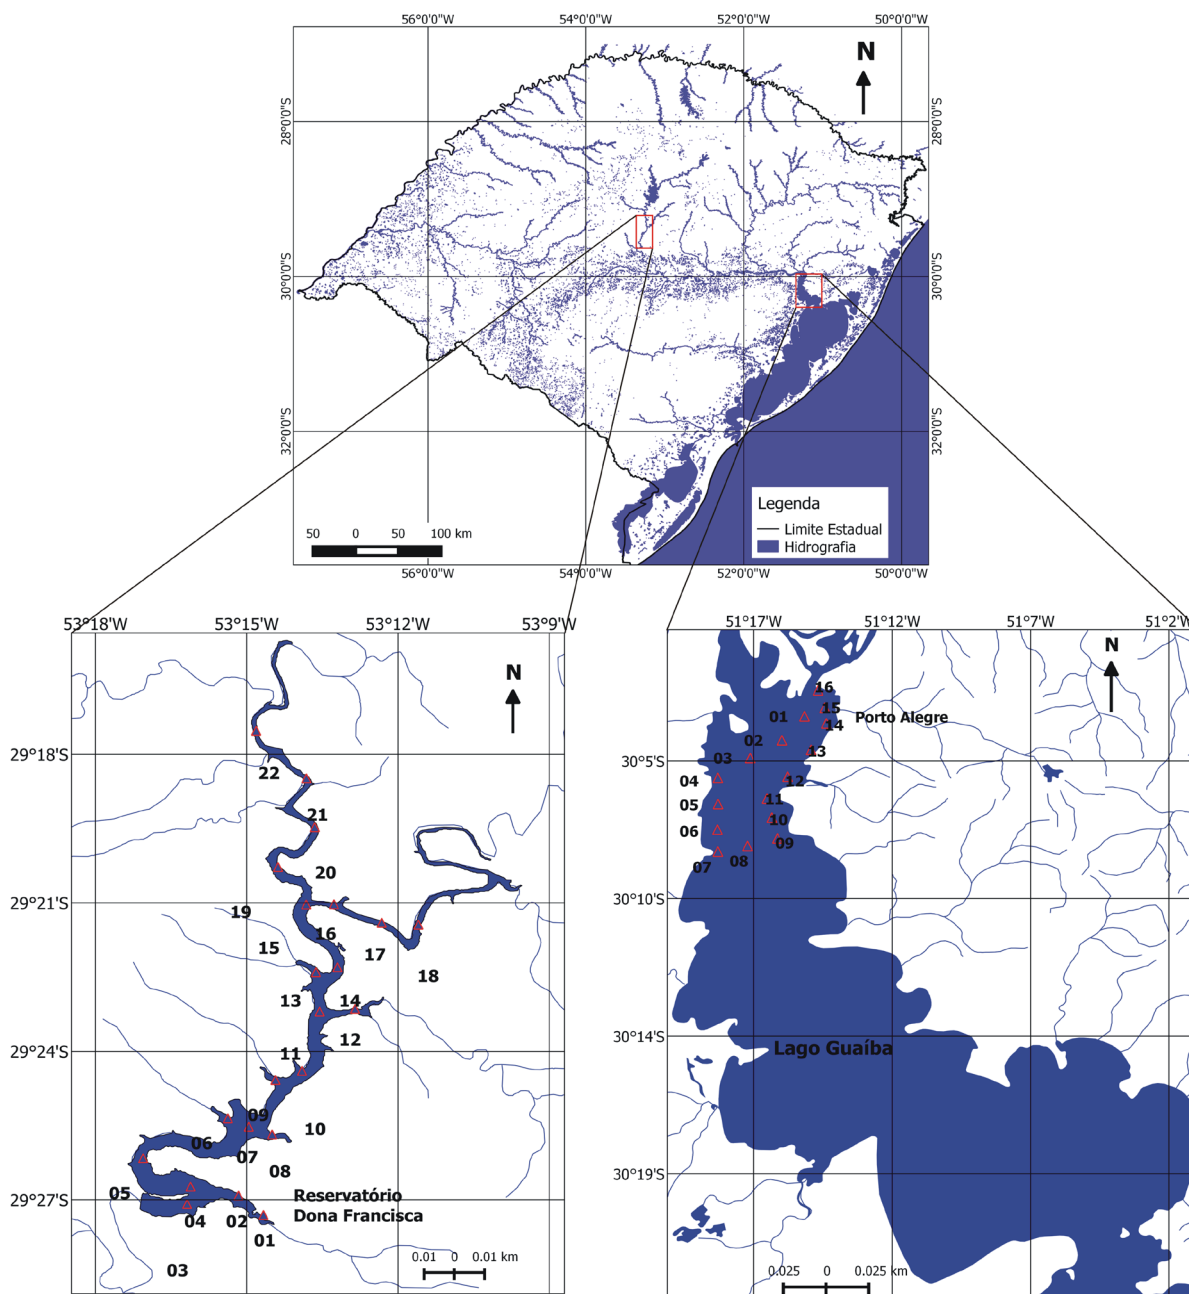 56°0'0"W
54°0'0"W
52°0'0"W
50°0'0"W
N
28°0'0"S
28°0'0"S
30°0'0"S
30°0'0"S
32°0'0"S
32°0'0"S
Legenda
Limite Estadual
Hidrografia
50 0 50 100 km
56°0'0"W
54°0'0"W
52°0'0"W
50°0'0"W
53°18'W
53°15'W
53°12'W
53°9'W
N
29°18'S
29°21'S
29°24'S
29°27'S
22
21
20
19
16
15
17
18
13
14
12
11
09
10
06
07
08
05
04
02
01
03
Reservatório
Dona Francisca
0.01 0 0.01 km
51°17'W
51°12'W
51°7'W
51°2'W
N
30°5'S
30°10'S
30°14'S
30°19'S
16
15
01
14
Porto Alegre
02
13
03
04
12
05
11
06
10
09
08
07
Lago Guaíba
0.025 0 0.025 km